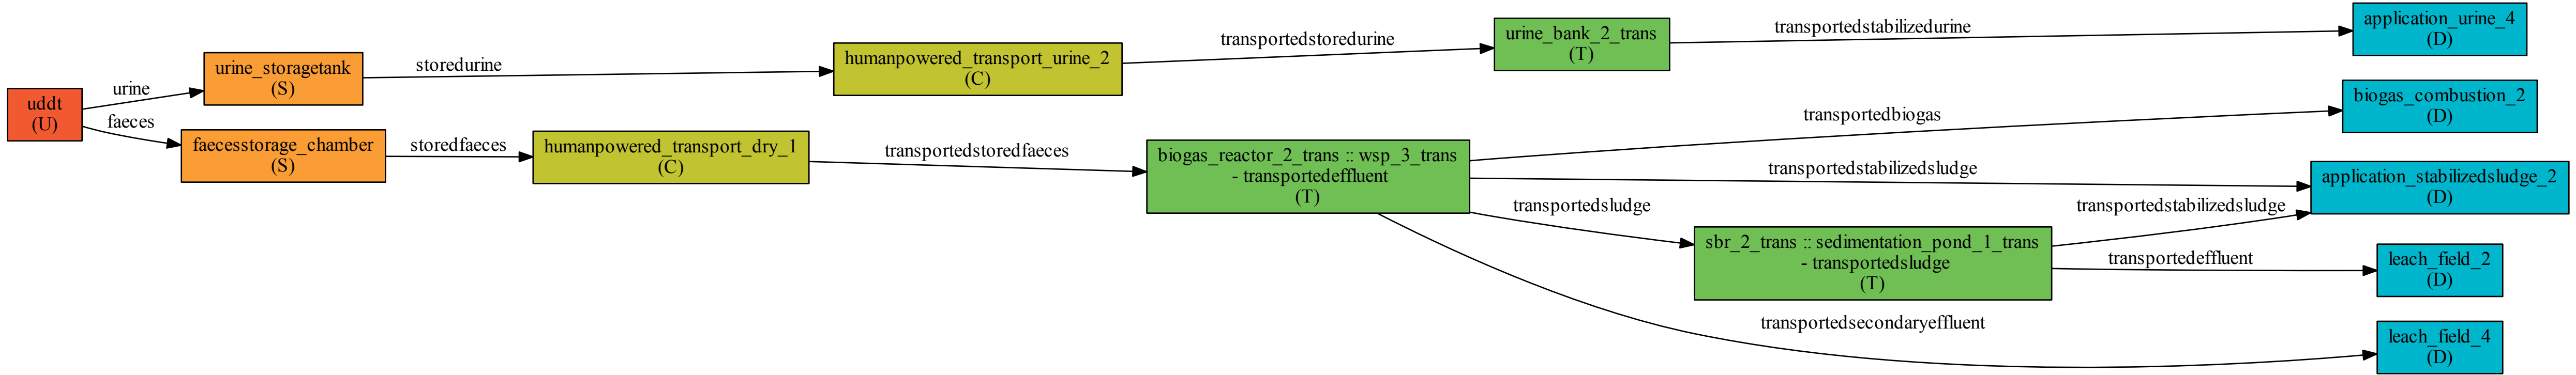 uddt
(U)
urine
faeces
urine_storagetank
(S)
faecesstorage_chamber
(S)
storedurine
storedfaeces
humanpowered_transport_urine_2
(C)
humanpowered_transport_dry_1
(C)
transportedstoredurine
transportedstoredfaeces
urine_bank_2_trans
(T)
biogas_reactor_2_trans :: wsp_3_trans
- transportedeffluent
(T)
transportedstabilizedurine
transportedbiogas
transportedstabilizedsludge
transportedsludge
sbr_2_trans :: sedimentation_pond_1_trans
- transportedsludge
(T)
transportedsecondaryeffluent
transportedstabilizedsludge
transportedeffluent
application_urine_4
(D)
biogas_combustion_2
(D)
application_stabilizedsludge_2
(D)
leach_field_2
(D)
leach_field_4
(D)